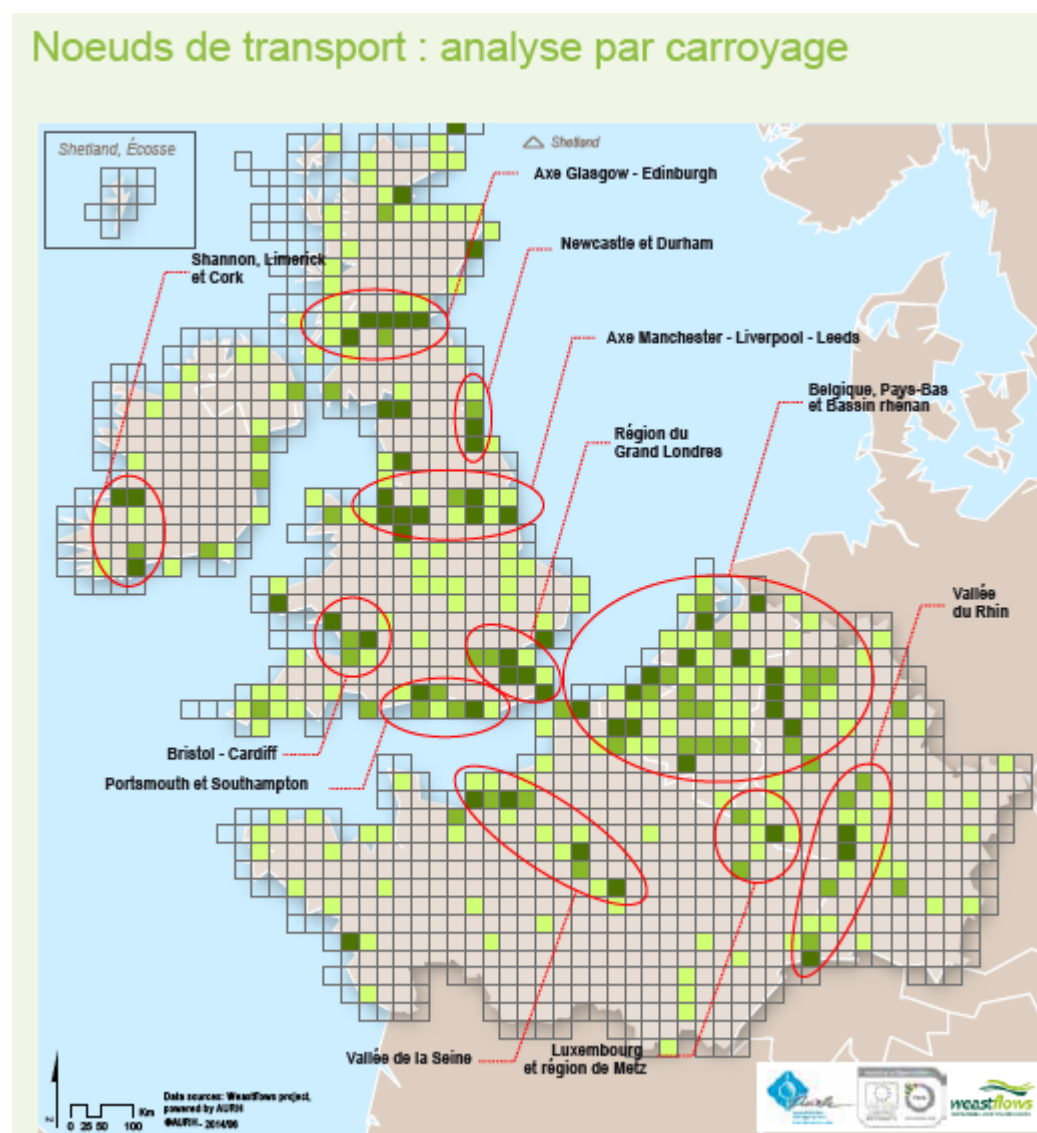 Noeuds de transport : analyse par carroyage
Shetland, Écosse
Shetland
Axe Glasgow - Edinburgh
Newcastle et Durham
Shannon, Limerick
et Cork
Axe Manchester - Liverpool - Leeds
Belgique, Pays-Bas
et Bassin rhénan
Région du
Grand Londres
Vallée
du Rhin
Bristol - Cardiff
Portsmouth et Southampton
Vallée de la Seine
Luxembourg
et région de Metz
Data sources: Weastflows project,
powered by AURH
©AURH - 2014/06
Km
0 25 50 100
weastflows